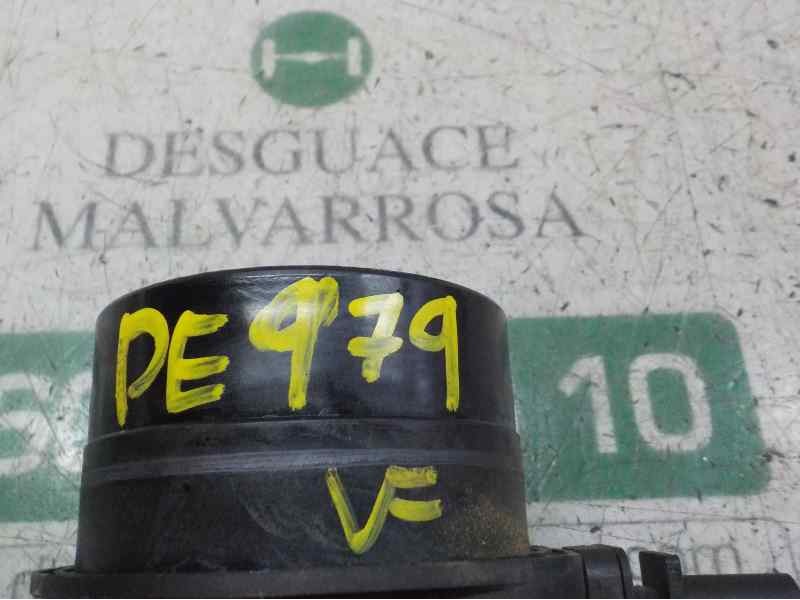 DESGUACE
MALVARROSA
PE979
10
VF